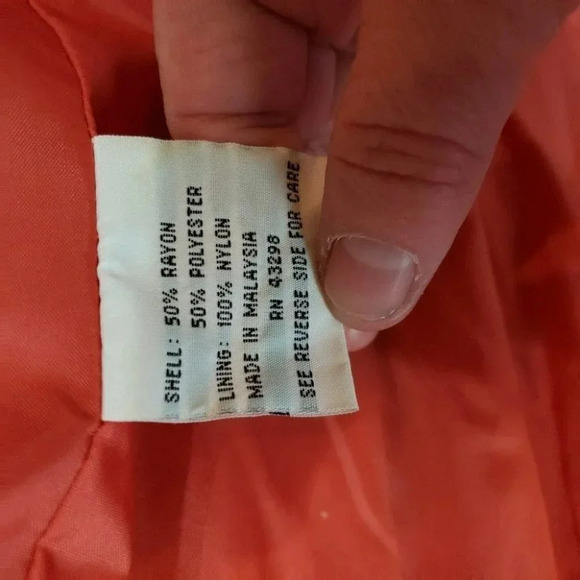 SHELL: 50% RAYON
50% POLYESTER
LINING: 100% NYLON
MADE IN MALAYSIA
RN 43298
SEE REVERSE SIDE FOR CARE